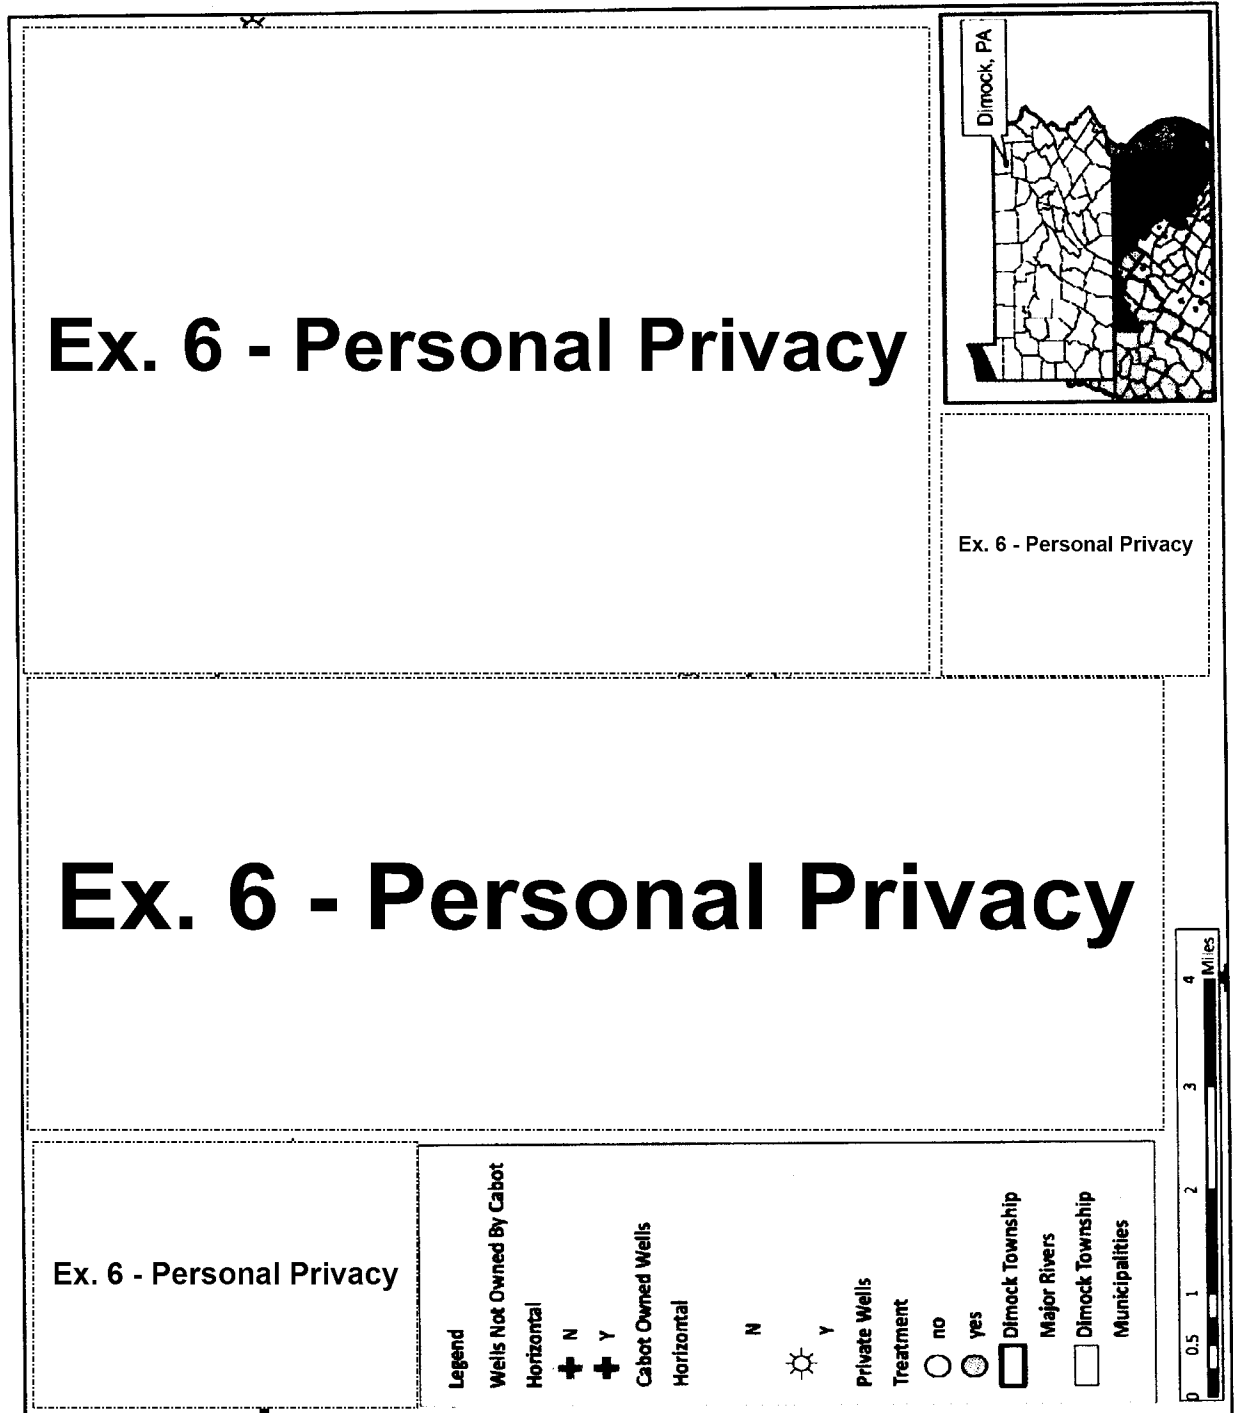 Dimock, PA
Ex. 6 - Personal Privacy
Ex. 6 - Personal Privacy
Ex. 6 - Personal Privacy
Ex. 6 - Personal Privacy
Legend
Wells Not Owned By Cabot
Horizontal
N
Y
Cabot Owned Wells
Horizontal
N
Y
Private Wells
Treatment
no
yes
Dimock Township
Major Rivers
Dimock Township
Municipalities
0 0.5 1 2 3 4
Miles